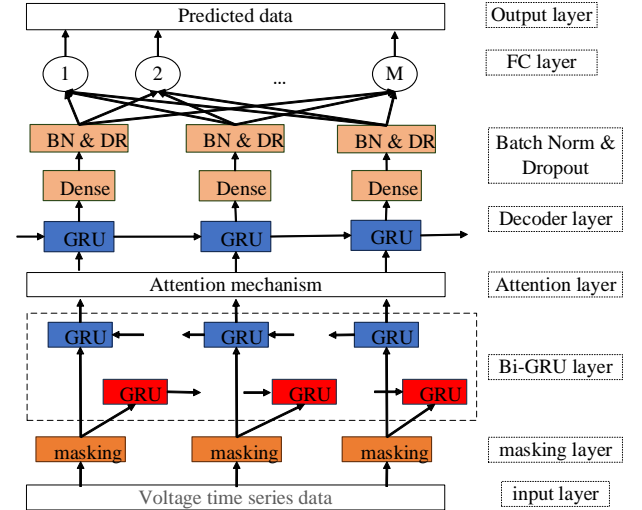 Predicted data
Output layer
1
2
...
M
FC layer
BN & DR
BN & DR
BN & DR
Batch Norm &
Dropout
Dense
Dense
Dense
GRU
GRU
GRU
Decoder layer
Attention mechanism
Attention layer
GRU
GRU
GRU
Bi-GRU layer
GRU
GRU
GRU
masking
masking
masking
masking layer
Voltage time series data
input layer